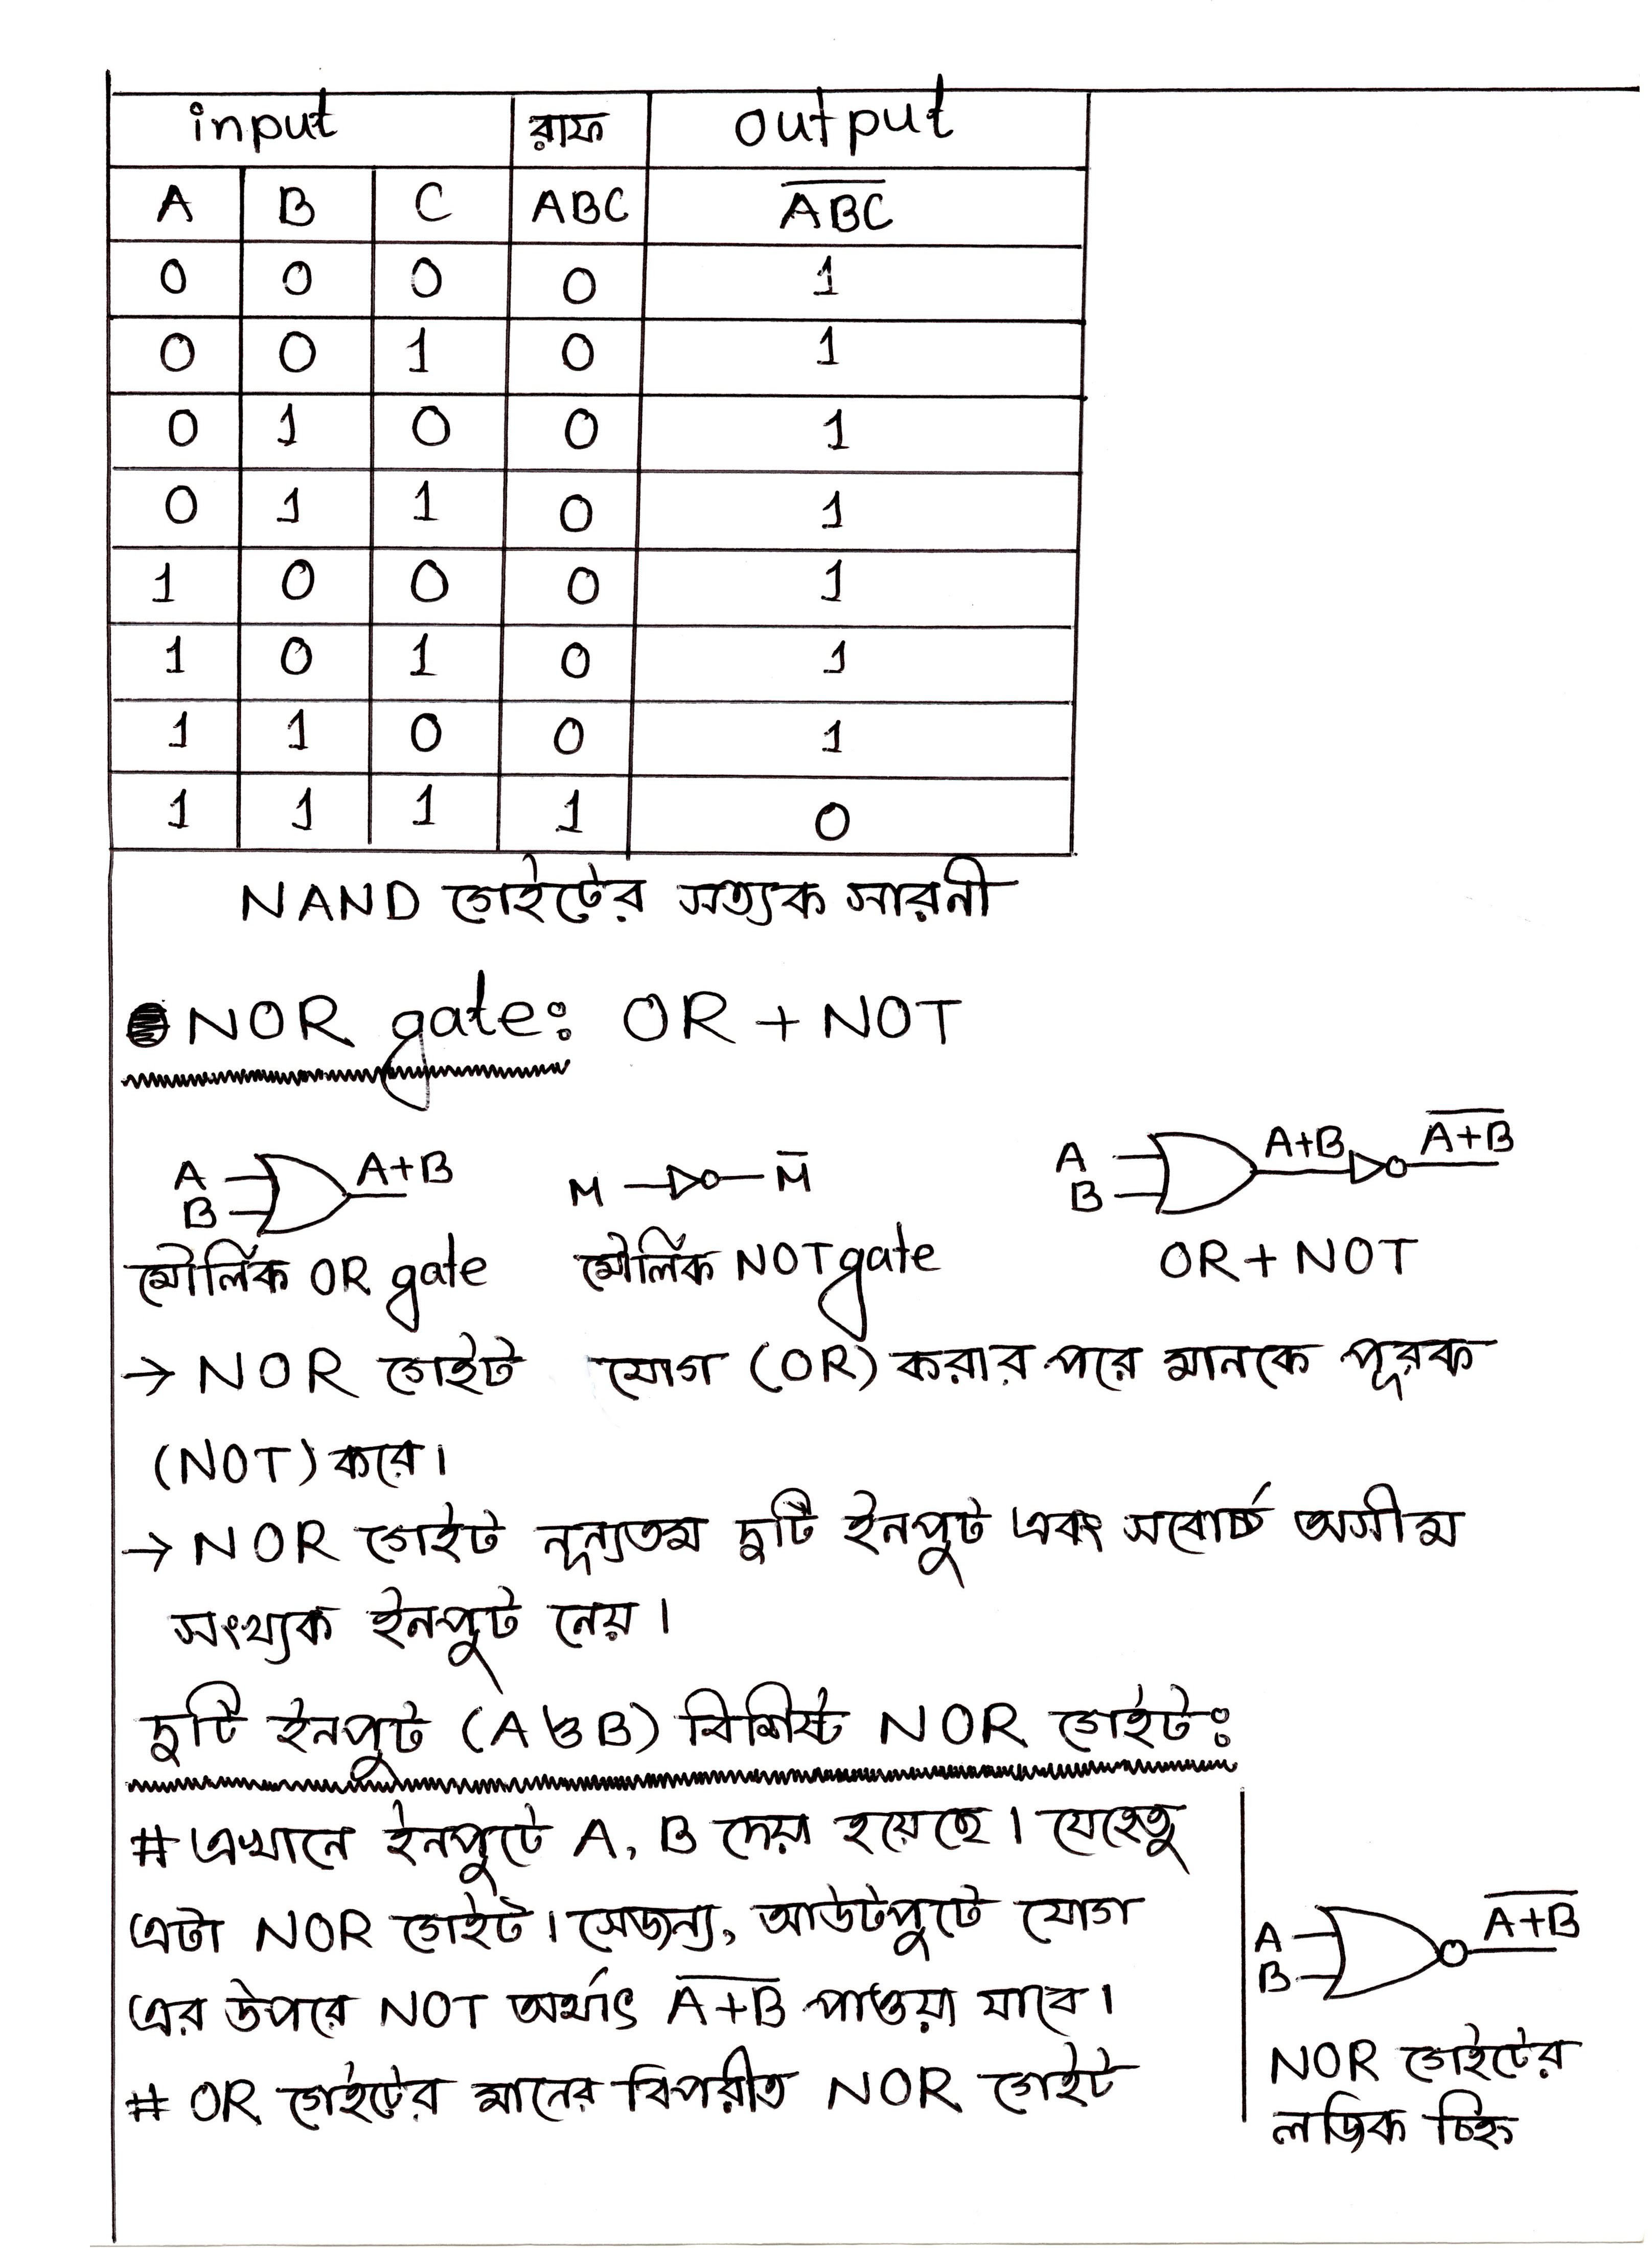 input রাফ output
A B C ABC A̅B̅C̅
0 0 0 0 1
0 0 1 0 1
0 1 0 0 1
0 1 1 0 1
1 0 0 0 1
1 0 1 0 1
1 1 0 0 1
1 1 1 1 0
NAND গেইটের সত্যক সারনী
NOR gate: OR + NOT
A B A+B
M M̅
A B A+B A̅+̅B̅
মৌলিক OR gate মৌলিক NOT gate OR + NOT
→ NOR গেইট যোগ (OR) করার পরে মানকে পূরক
(NOT) করে।
→ NOR গেইট নূন্যতম দুটি ইনপুট এবং সবোর্চ্চ অসীম
সংখ্যক ইনপুট নেয়।
দুটি ইনপুট (A ও B) বিশিষ্ট NOR গেইট:
# এখানে ইনপুটে A, B দেয়া হয়েছে। যেহেতু
এটা NOR গেইট। সেজন্য, আউটপুটে যোগ
এর উপরে NOT অর্থাৎ A̅+̅B̅ পাওয়া যাবে।
# OR গেইটের মানের বিপরীত NOR গেইট
A B A̅+̅B̅
NOR গেইটের
লজিক চিহ্ন